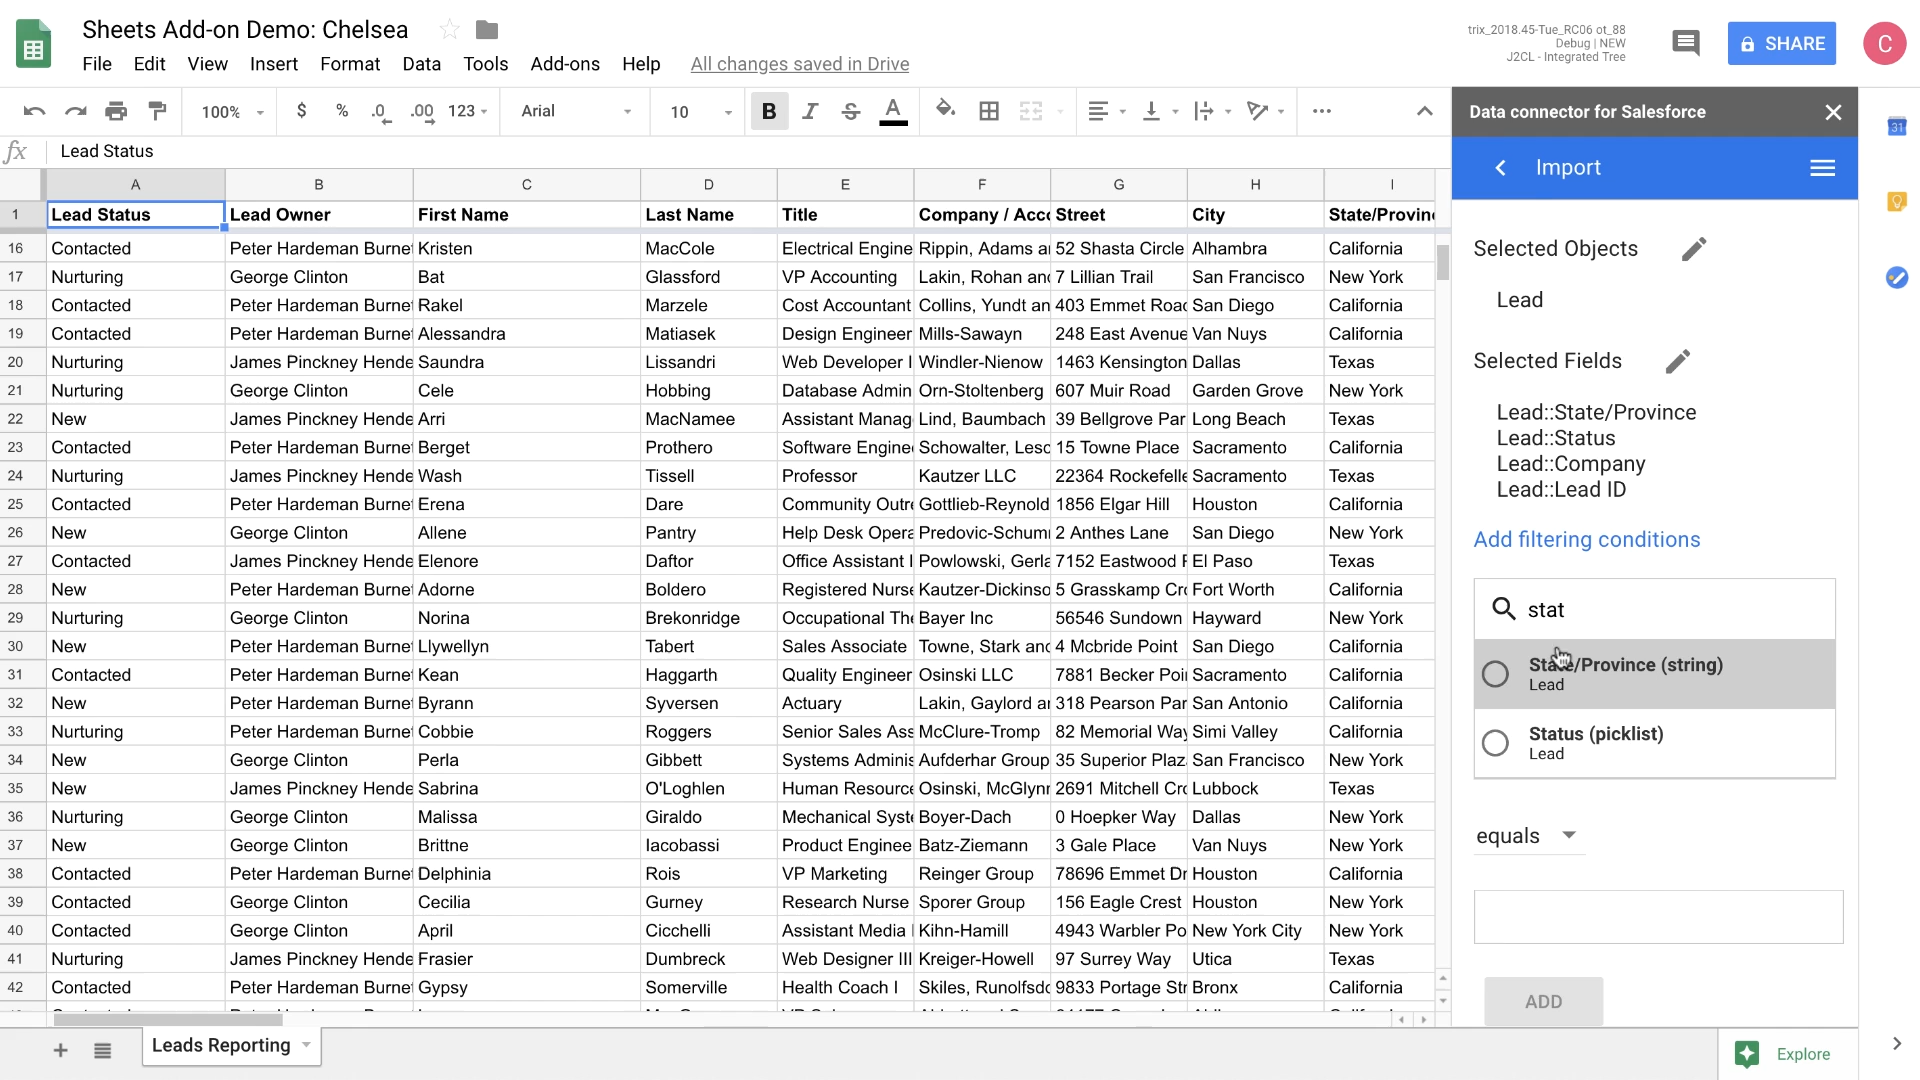 Sheets Add-on Demo: Chelsea
trix_2018.45-Tue_RC06 ot_88
Debug | NEW
J2CL - Integrated Tree
SHARE
C
File Edit View Insert Format Data Tools Add-ons Help All changes saved in Drive
100% $ % .0 .00 123 Arial 10 B I S A
Data connector for Salesforce
31
fx Lead Status
Import
A B C D E F G H I
1 Lead Status Lead Owner First Name Last Name Title Company / Acc Street City State/Provin
16 Contacted Peter Hardeman Burne Kristen MacCole Electrical Engine Rippin, Adams a 52 Shasta Circle Alhambra California
17 Nurturing George Clinton Bat Glassford VP Accounting Lakin, Rohan an 7 Lillian Trail San Francisco New York
18 Contacted Peter Hardeman Burne Rakel Marzele Cost Accountant Collins, Yundt an 403 Emmet Road San Diego California
19 Contacted Peter Hardeman Burne Alessandra Matiasek Design Engineer Mills-Sawayn 248 East Avenue Van Nuys California
20 Nurturing James Pinckney Hende Saundra Lissandri Web Developer I Windler-Nienow 1463 Kensington Dallas Texas
21 Nurturing George Clinton Cele Hobbing Database Admin Orn-Stoltenberg 607 Muir Road Garden Grove New York
22 New James Pinckney Hende Arri MacNamee Assistant Manag Lind, Baumbach 39 Bellgrove Par Long Beach Texas
23 Contacted Peter Hardeman Burne Berget Prothero Software Engine Schowalter, Lesc 15 Towne Place Sacramento California
24 Nurturing James Pinckney Hende Wash Tissell Professor Kautzer LLC 22364 Rockefelle Sacramento Texas
25 Contacted Peter Hardeman Burne Erena Dare Community Outr Gottlieb-Reynold 1856 Elgar Hill Houston California
26 New George Clinton Allene Pantry Help Desk Opera Predovic-Schum 2 Anthes Lane San Diego New York
27 Contacted James Pinckney Hende Elenore Daftor Office Assistant I Powlowski, Gerla 7152 Eastwood El Paso Texas
28 New Peter Hardeman Burne Adorne Boldero Registered Nurse Kautzer-Dickinso 5 Grasskamp Cr Fort Worth California
29 Nurturing George Clinton Norina Brekonridge Occupational The Bayer Inc 56546 Sundown Hayward New York
30 New Peter Hardeman Burne Llywellyn Tabert Sales Associate Towne, Stark and 4 Mcbride Point San Diego California
31 Contacted Peter Hardeman Burne Kean Haggarth Quality Engineer Osinski LLC 7881 Becker Poi Sacramento California
32 New Peter Hardeman Burne Byrann Syversen Actuary Lakin, Gaylord a 318 Pearson Par San Antonio California
33 Nurturing Peter Hardeman Burne Cobbie Roggers Senior Sales Ass McClure-Tromp 82 Memorial Way Simi Valley California
34 New George Clinton Perla Gibbett Systems Adminis Aufderhar Group 35 Superior Plaz San Francisco New York
35 New James Pinckney Hende Sabrina O'Loghlen Human Resource Osinski, McGlyn 2691 Mitchell Cr Lubbock Texas
36 Nurturing George Clinton Malissa Giraldo Mechanical Syst Boyer-Dach 0 Hoepker Way Dallas New York
37 New George Clinton Brittne Iacobassi Product Enginee Batz-Ziemann 3 Gale Place Van Nuys New York
38 Contacted Peter Hardeman Burne Delphinia Rois VP Marketing Reinger Group 78696 Emmet Dr Houston California
39 Contacted George Clinton Cecilia Gurney Research Nurse Sporer Group 156 Eagle Crest Houston New York
40 Contacted George Clinton April Cicchelli Assistant Media Kihn-Hamill 4943 Warbler Po New York City New York
41 Nurturing James Pinckney Hende Frasier Dumbreck Web Designer III Kreiger-Howell 97 Surrey Way Utica Texas
42 Contacted Peter Hardeman Burne Gypsy Somerville Health Coach I Skiles, Runolfsd 9833 Portage Str Bronx California
Selected Objects
Lead
Selected Fields
Lead::State/Province
Lead::Status
Lead::Company
Lead::Lead ID
Add filtering conditions
stat
State/Province (string)
Lead
Status (picklist)
Lead
equals
ADD
Leads Reporting
Explore